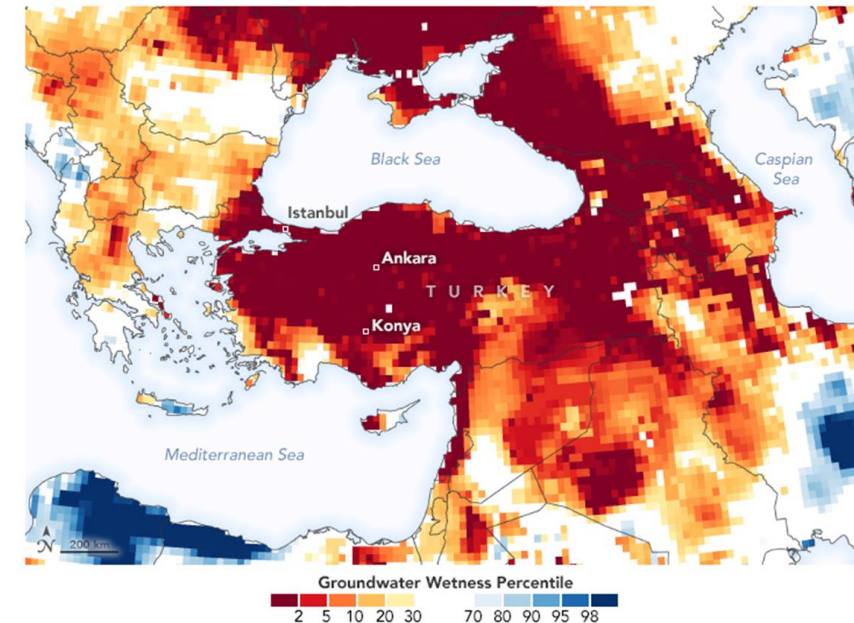 Black Sea
Caspian
Sea
Istanbul
Ankara
TURKEY
Konya
Mediterranean Sea
N
200 km
Groundwater Wetness Percentile
2 5 10 20 30 70 80 90 95 98